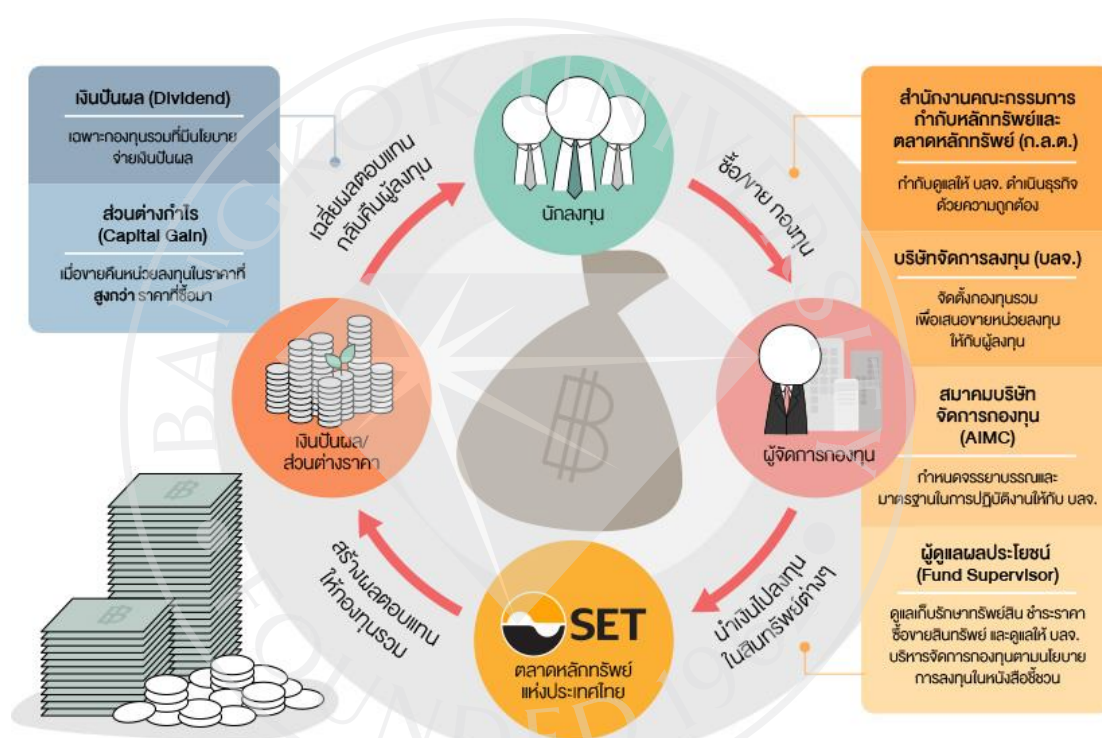 เงินปันผล (Dividend)
เฉพาะกองทุนรวมที่มีนโยบาย
จ่ายเงินปันผล
ส่วนต่างกำไร
(Capital Gain)
เมื่อขายคืนหน่วยลงทุนในราคาที่
สูงกว่า ราคาที่ซื้อมา
เฉลี่ยผลตอบแทน
กลับคืนผู้ลงทุน
นักลงทุน
ซื้อ/ขาย กองทุน
ผู้จัดการกองทุน
นำเงินไปลงทุน
ในสินทรัพย์ต่างๆ
SET
ตลาดหลักทรัพย์
แห่งประเทศไทย
สร้างผลตอบแทน
ให้กองทุนรวม
เงินปันผล/
ส่วนต่างราคา
สำนักงานคณะกรรมการ
กำกับหลักทรัพย์และ
ตลาดหลักทรัพย์ (ก.ล.ต.)
กำกับดูแลให้ บลจ. ดำเนินธุรกิจ
ด้วยความถูกต้อง
บริษัทจัดการลงทุน (บลจ.)
จัดตั้งกองทุนรวม
เพื่อเสนอขายหน่วยลงทุน
ให้กับผู้ลงทุน
สมาคมบริษัท
จัดการกองทุน
(AIMC)
กำหนดจรรยาบรรณและ
มาตรฐานในการปฏิบัติงานให้กับ บลจ.
ผู้ดูแลผลประโยชน์
(Fund Supervisor)
ดูแลเก็บรักษาทรัพย์สิน ชำระราคา
ซื้อขายสินทรัพย์ และดูแลให้ บลจ.
บริหารจัดการกองทุนตามนโยบาย
การลงทุนในหนังสือชี้ชวน
BANGKOK UNIVERSITY